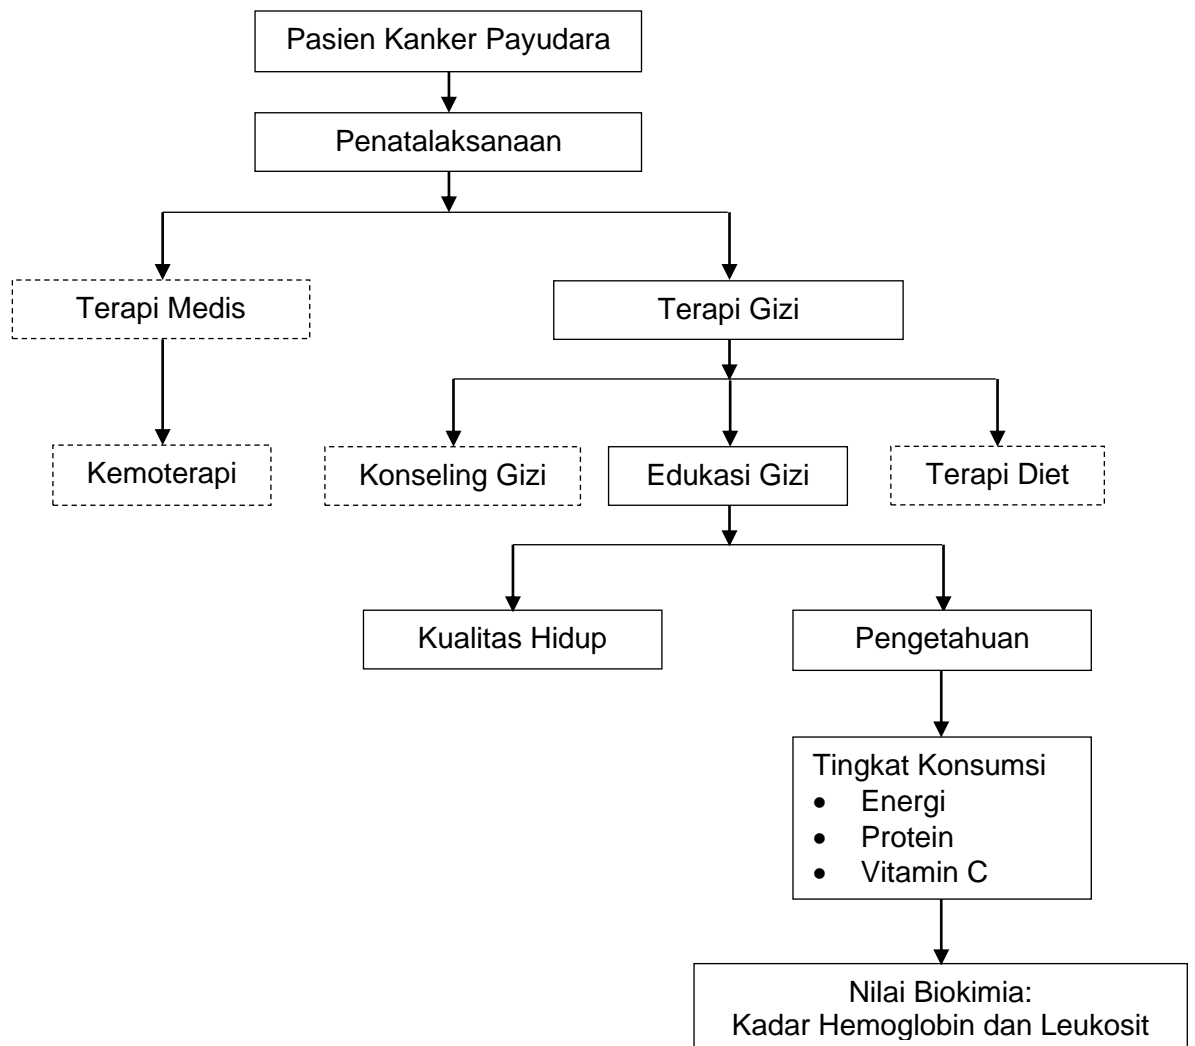 Pasien Kanker Payudara
Penatalaksanaan
Terapi Medis
Terapi Gizi
Kemoterapi
Konseling Gizi
Edukasi Gizi
Terapi Diet
Kualitas Hidup
Pengetahuan
Tingkat Konsumsi
• Energi
• Protein
• Vitamin C
Nilai Biokimia:
Kadar Hemoglobin dan Leukosit